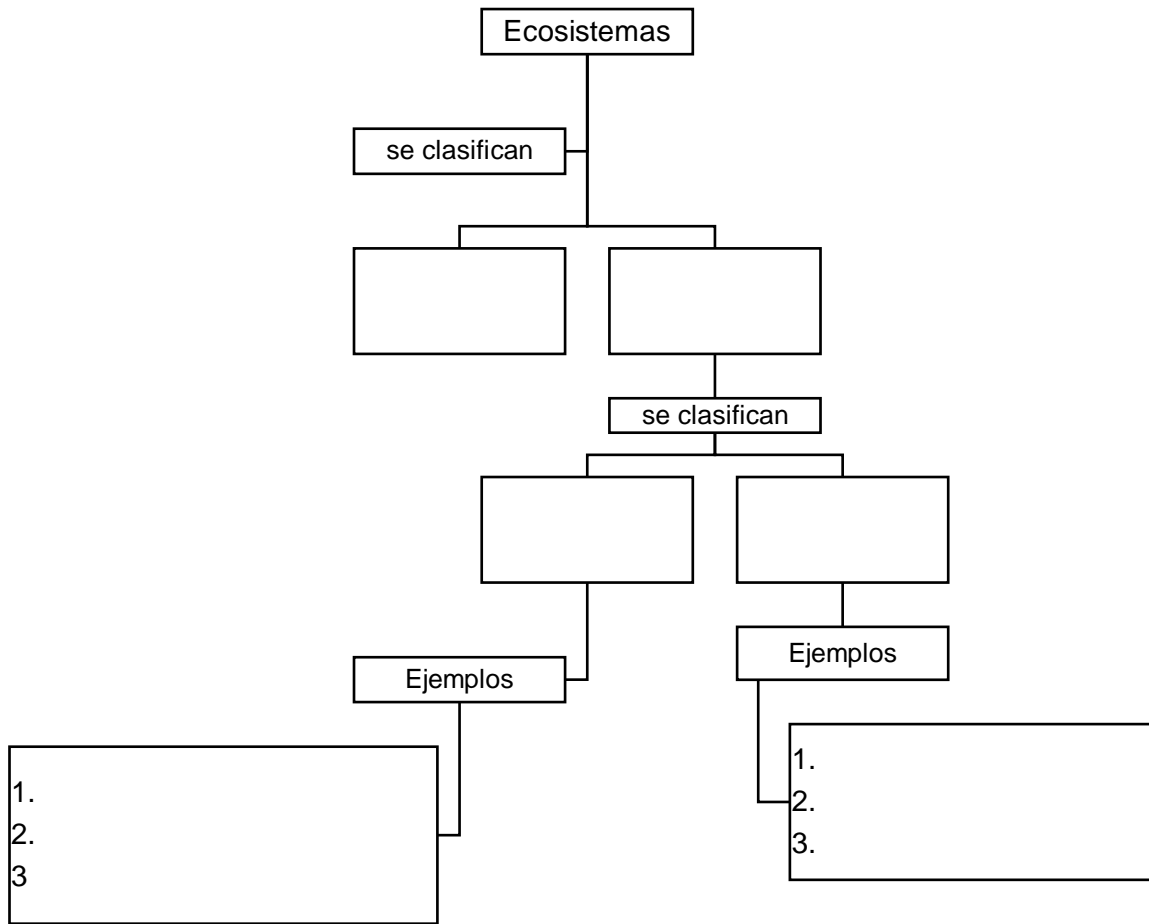 Ecosistemas
se clasifican
se clasifican
Ejemplos
Ejemplos
1.
2.
3
1.
2.
3.